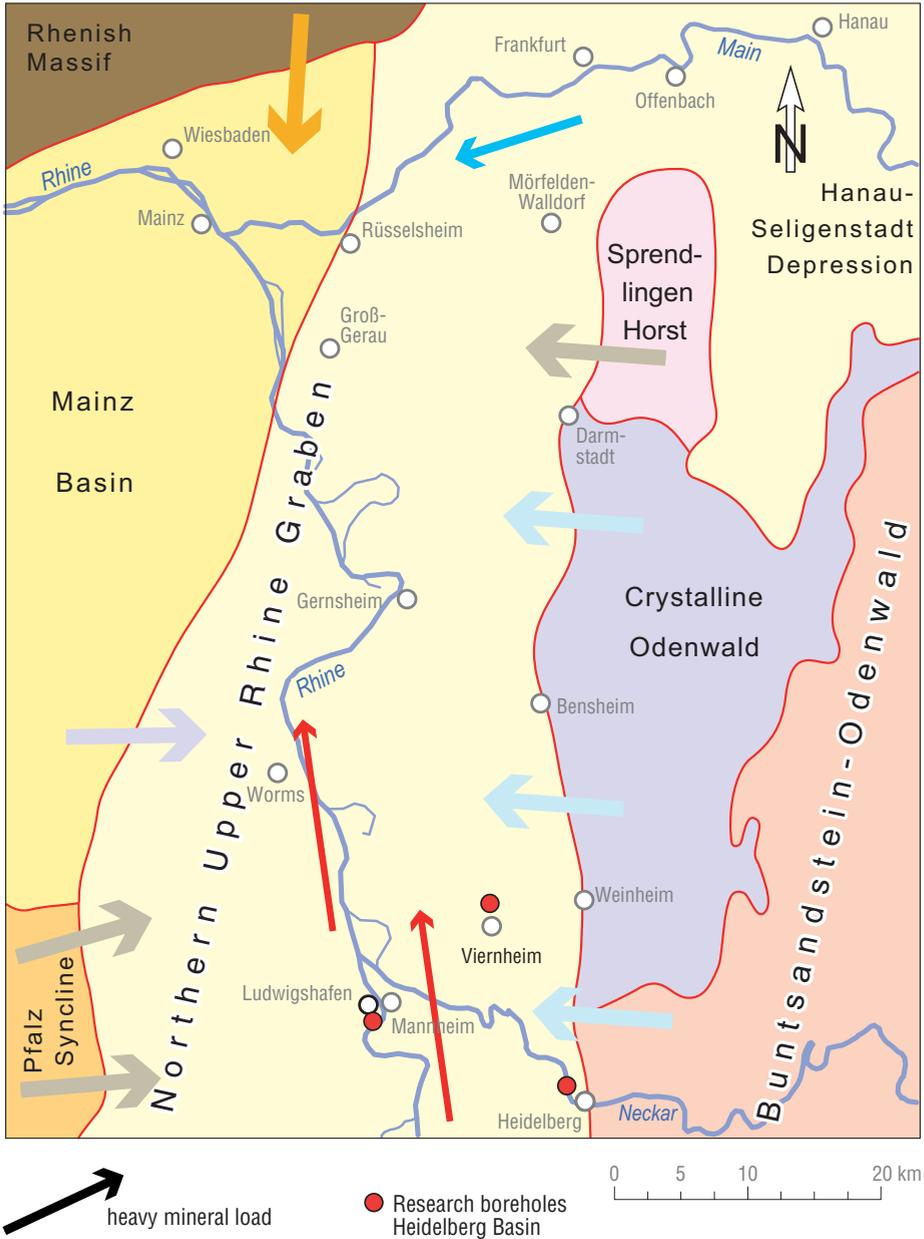 Rhenish
Massif
Hanau
Frankfurt
Main
Offenbach
N
Wiesbaden
Rhine
Mainz
Rüsselsheim
Mörfelden-
Walldorf
Hanau-
Seligenstadt
Depression
Sprend-
lingen
Horst
Groß-
Gerau
Mainz
Basin
Darm-
stadt
Northern Upper Rhine Graben
Gernsheim
Crystalline
Odenwald
Buntsandstein-Odenwald
Rhine
Bensheim
Worms
Weinheim
Viernheim
Pfalz
Syncline
Ludwigshafen
Mannheim
Heidelberg
Neckar
heavy mineral load
Research boreholes
Heidelberg Basin
0 5 10 20 km